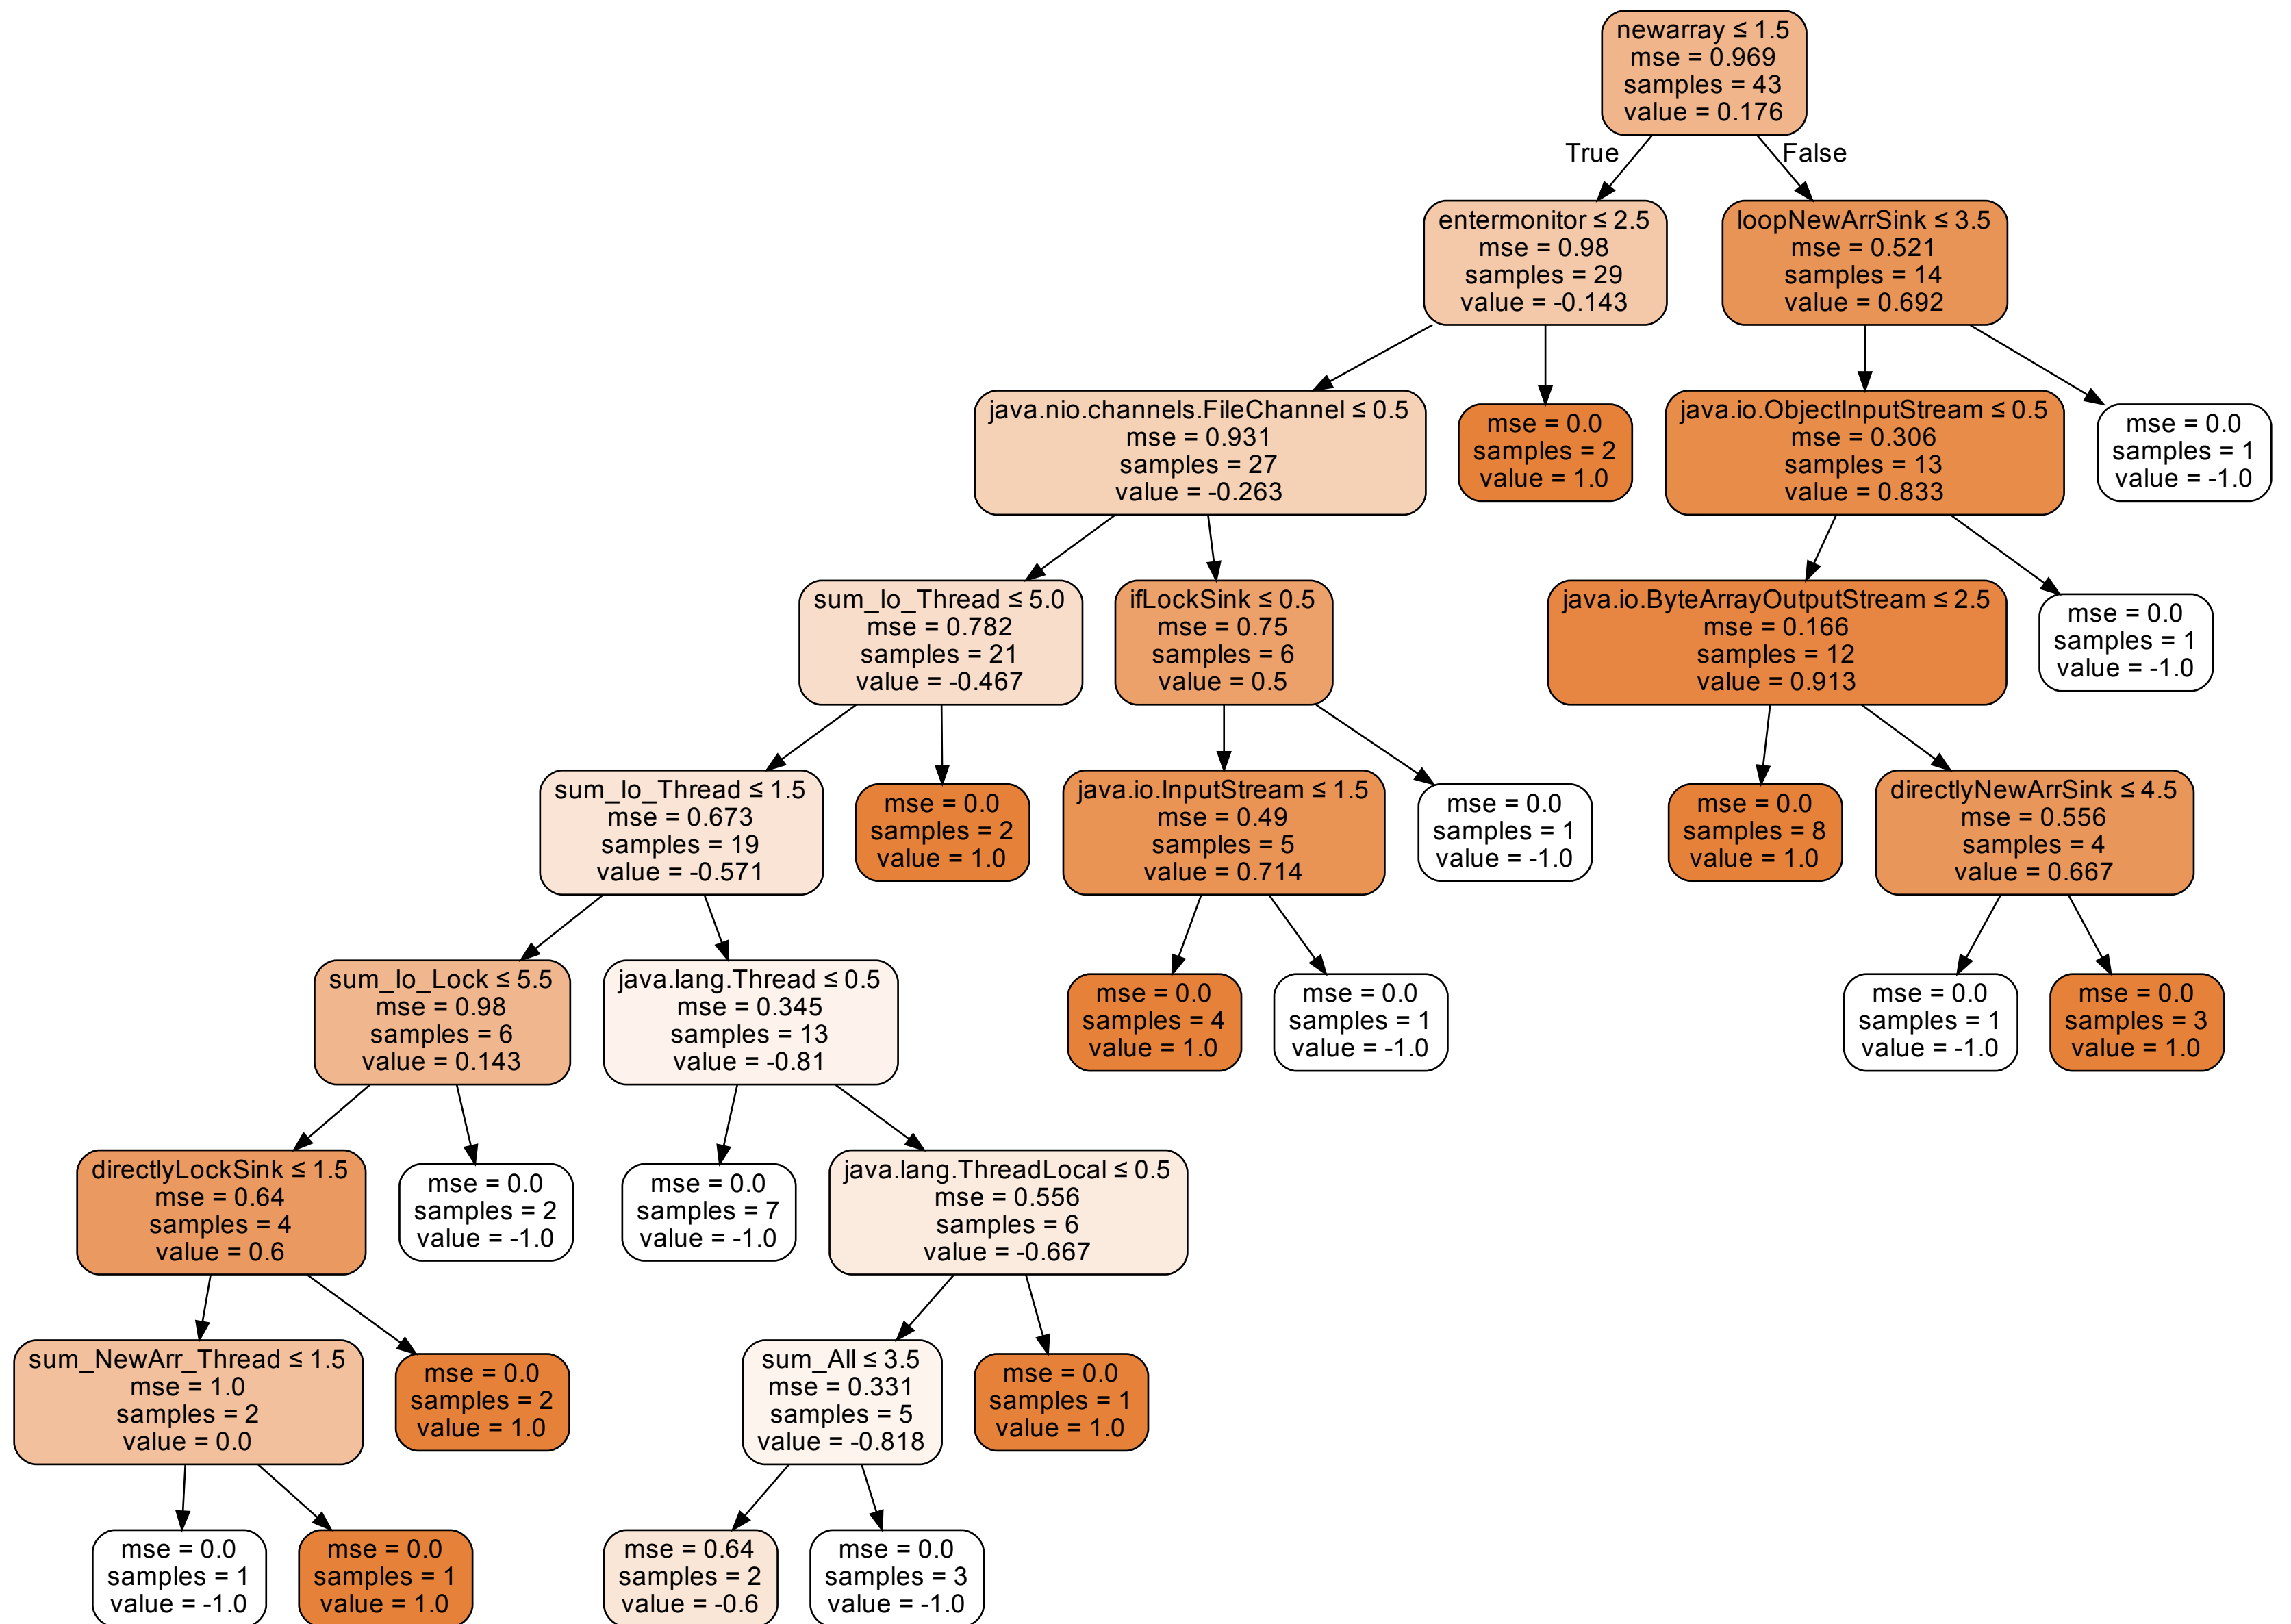 newarray ≤ 1.5
mse = 0.969
samples = 43
value = 0.176
True
False
entermonitor ≤ 2.5
mse = 0.98
samples = 29
value = -0.143
loopNewArrSink ≤ 3.5
mse = 0.521
samples = 14
value = 0.692
java.nio.channels.FileChannel ≤ 0.5
mse = 0.931
samples = 27
value = -0.263
mse = 0.0
samples = 2
value = 1.0
java.io.ObjectInputStream ≤ 0.5
mse = 0.306
samples = 13
value = 0.833
mse = 0.0
samples = 1
value = -1.0
sum_Io_Thread ≤ 5.0
mse = 0.782
samples = 21
value = -0.467
ifLockSink ≤ 0.5
mse = 0.75
samples = 6
value = 0.5
java.io.ByteArrayOutputStream ≤ 2.5
mse = 0.166
samples = 12
value = 0.913
mse = 0.0
samples = 1
value = -1.0
sum_Io_Thread ≤ 1.5
mse = 0.673
samples = 19
value = -0.571
mse = 0.0
samples = 2
value = 1.0
java.io.InputStream ≤ 1.5
mse = 0.49
samples = 5
value = 0.714
mse = 0.0
samples = 1
value = -1.0
mse = 0.0
samples = 8
value = 1.0
directlyNewArrSink ≤ 4.5
mse = 0.556
samples = 4
value = 0.667
sum_Io_Lock ≤ 5.5
mse = 0.98
samples = 6
value = 0.143
java.lang.Thread ≤ 0.5
mse = 0.345
samples = 13
value = -0.81
mse = 0.0
samples = 4
value = 1.0
mse = 0.0
samples = 1
value = -1.0
mse = 0.0
samples = 1
value = -1.0
mse = 0.0
samples = 3
value = 1.0
directlyLockSink ≤ 1.5
mse = 0.64
samples = 4
value = 0.6
mse = 0.0
samples = 2
value = -1.0
mse = 0.0
samples = 7
value = -1.0
java.lang.ThreadLocal ≤ 0.5
mse = 0.556
samples = 6
value = -0.667
sum_NewArr_Thread ≤ 1.5
mse = 1.0
samples = 2
value = 0.0
mse = 0.0
samples = 2
value = 1.0
sum_All ≤ 3.5
mse = 0.331
samples = 5
value = -0.818
mse = 0.0
samples = 1
value = 1.0
mse = 0.0
samples = 1
value = -1.0
mse = 0.0
samples = 1
value = 1.0
mse = 0.64
samples = 2
value = -0.6
mse = 0.0
samples = 3
value = -1.0